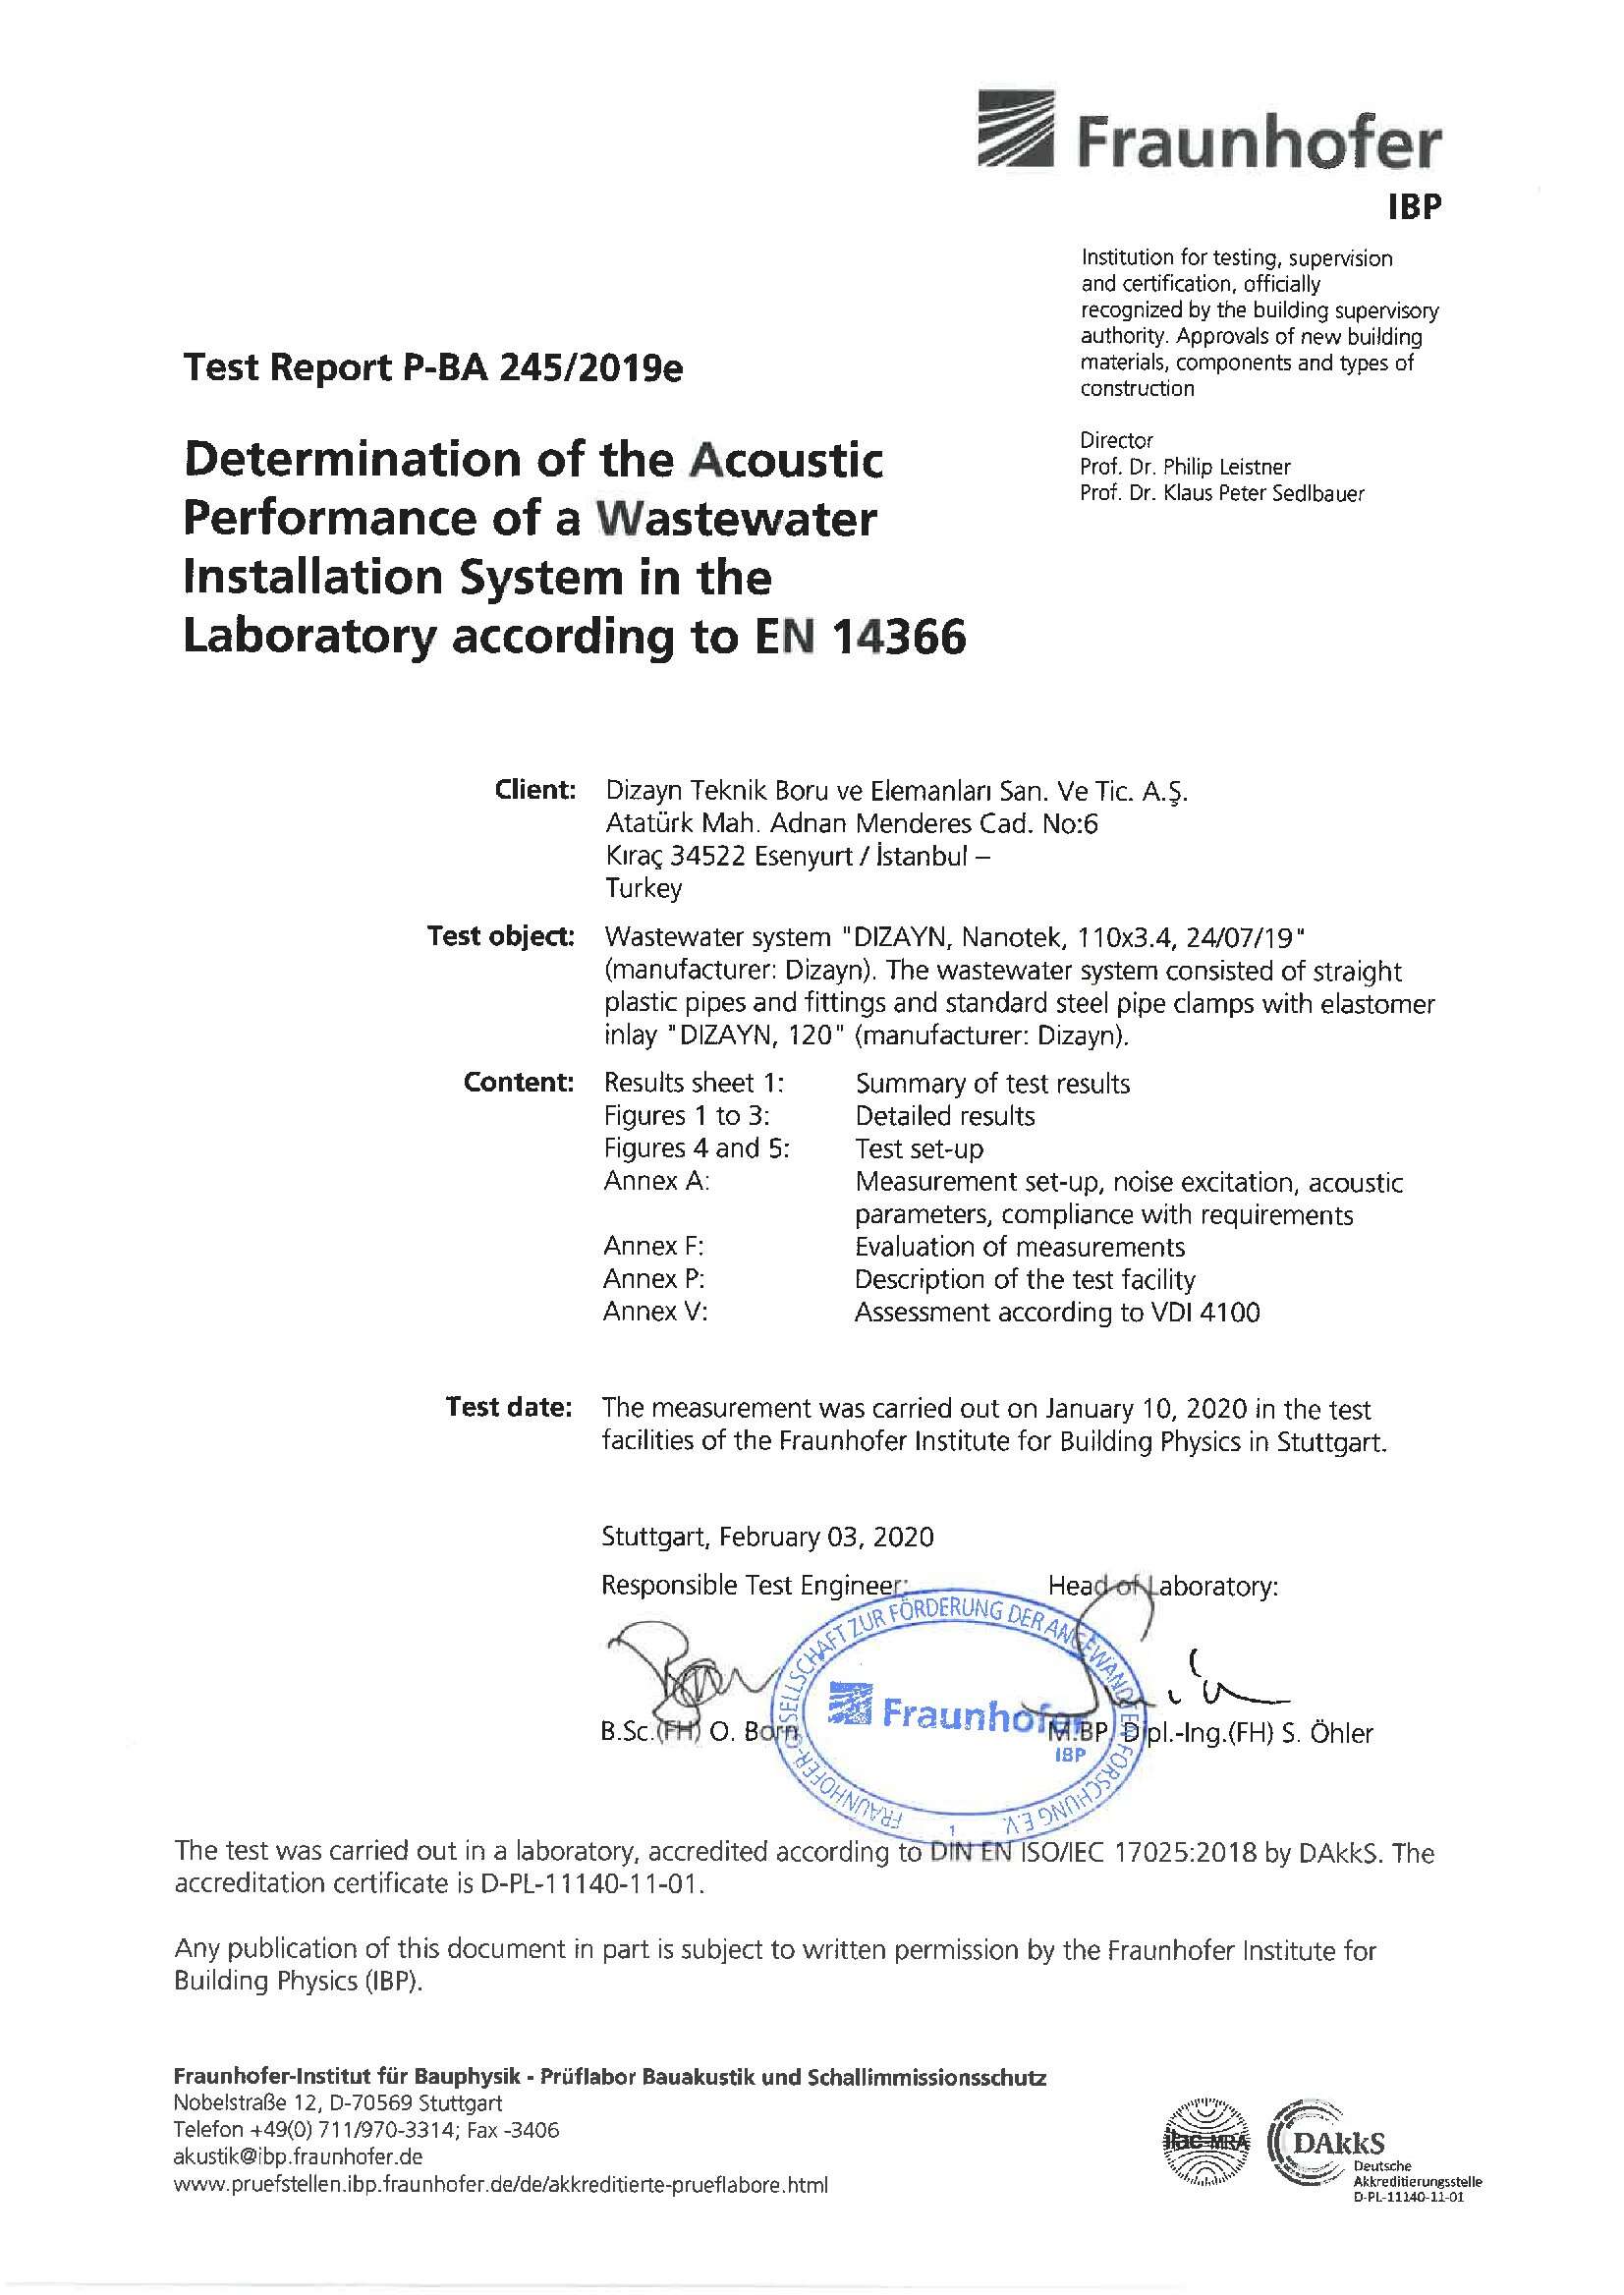 Fraunhofer
IBP
Institution for testing, supervision
and certification, officially
recognized by the building supervisory
authority. Approvals of new building
materials, components and types of
construction
Director
Prof. Dr. Philip Leistner
Prof. Dr. Klaus Peter Sedlbauer
Test Report P-BA 245/2019e
Determination of the Acoustic
Performance of a Wastewater
Installation System in the
Laboratory according to EN 14366
Client: Dizayn Teknik Boru ve Elemanları San. Ve Tic. A.Ş.
Atatürk Mah. Adnan Menderes Cad. No:6
Kıraç 34522 Esenyurt / İstanbul –
Turkey
Test object: Wastewater system "DIZAYN, Nanotek, 110x3.4, 24/07/19"
(manufacturer: Dizayn). The wastewater system consisted of straight
plastic pipes and fittings and standard steel pipe clamps with elastomer
inlay "DIZAYN, 120" (manufacturer: Dizayn).
Content: Results sheet 1: Summary of test results
Figures 1 to 3: Detailed results
Figures 4 and 5: Test set-up
Annex A: Measurement set-up, noise excitation, acoustic
parameters, compliance with requirements
Annex F: Evaluation of measurements
Annex P: Description of the test facility
Annex V: Assessment according to VDI 4100
Test date: The measurement was carried out on January 10, 2020 in the test
facilities of the Fraunhofer Institute for Building Physics in Stuttgart.
Stuttgart, February 03, 2020
Responsible Test Engineer: Head of Laboratory:
FRAUNHOFER-GESELLSCHAFT ZUR FÖRDERUNG DER ANGEWANDTEN FORSCHUNG E.V.
Fraunhofer
IBP
1
B.Sc.(FH) O. Born M.BP. Dipl.-Ing.(FH) S. Öhler
The test was carried out in a laboratory, accredited according to DIN EN ISO/IEC 17025:2018 by DAkkS. The
accreditation certificate is D-PL-11140-11-01.
Any publication of this document in part is subject to written permission by the Fraunhofer Institute for
Building Physics (IBP).
Fraunhofer-Institut für Bauphysik - Prüflabor Bauakustik und Schallimmissionsschutz
Nobelstraße 12, D-70569 Stuttgart
Telefon +49(0) 711/970-3314; Fax -3406
akustik@ibp.fraunhofer.de
www.pruefstellen.ibp.fraunhofer.de/de/akkreditierte-prueflabore.html
ilac-MRA
DAkkS
Deutsche
Akkreditierungsstelle
D-PL-11140-11-01